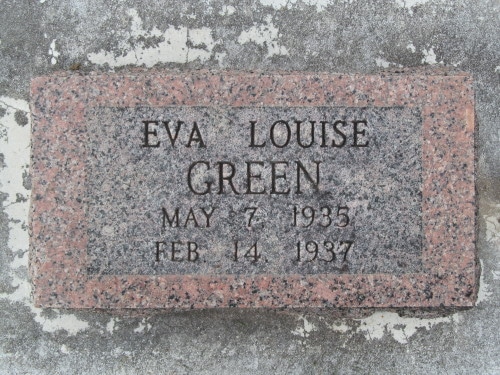 EVA LOUISE
GREEN
MAY 7, 1935
FEB 14, 1937